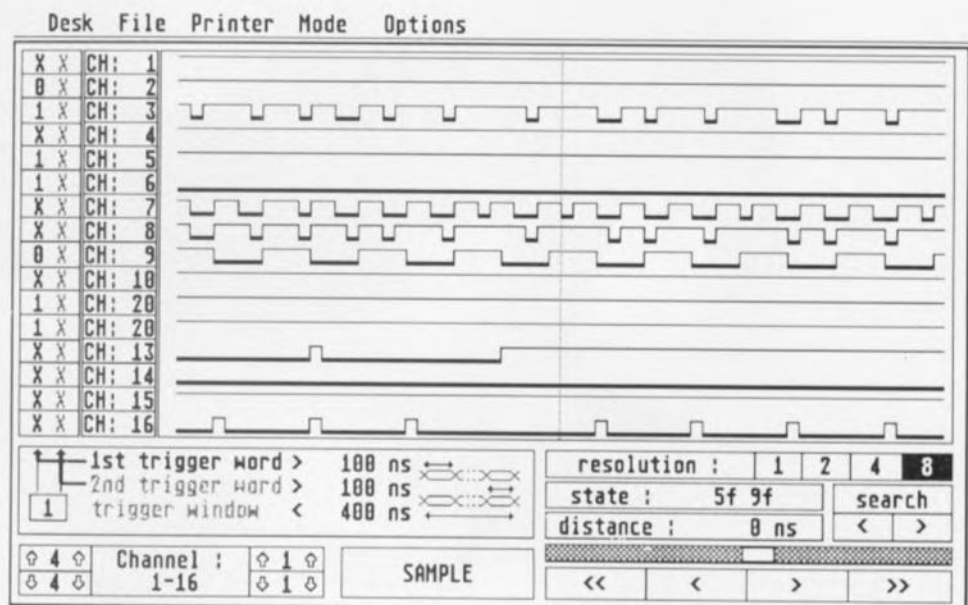 Desk File Printer Mode Options
X X CH: 1
0 X CH: 2
1 X CH: 3
X X CH: 4
1 X CH: 5
1 X CH: 6
X X CH: 7
X X CH: 8
0 X CH: 9
X X CH: 10
1 X CH: 20
1 X CH: 20
X X CH: 13
X X CH: 14
X X CH: 15
X X CH: 16
1st trigger word > 100 ns
2nd trigger word > 100 ns
1 trigger window < 400 ns
resolution : 1 2 4 8
state : 5f 9f
search
distance : 0 ns
< >
⇧ 4 ⇧ Channel : ⇧ 1 ⇧
⇩ 4 ⇩ 1-16 ⇩ 1 ⇩
SAMPLE
<< < > >>